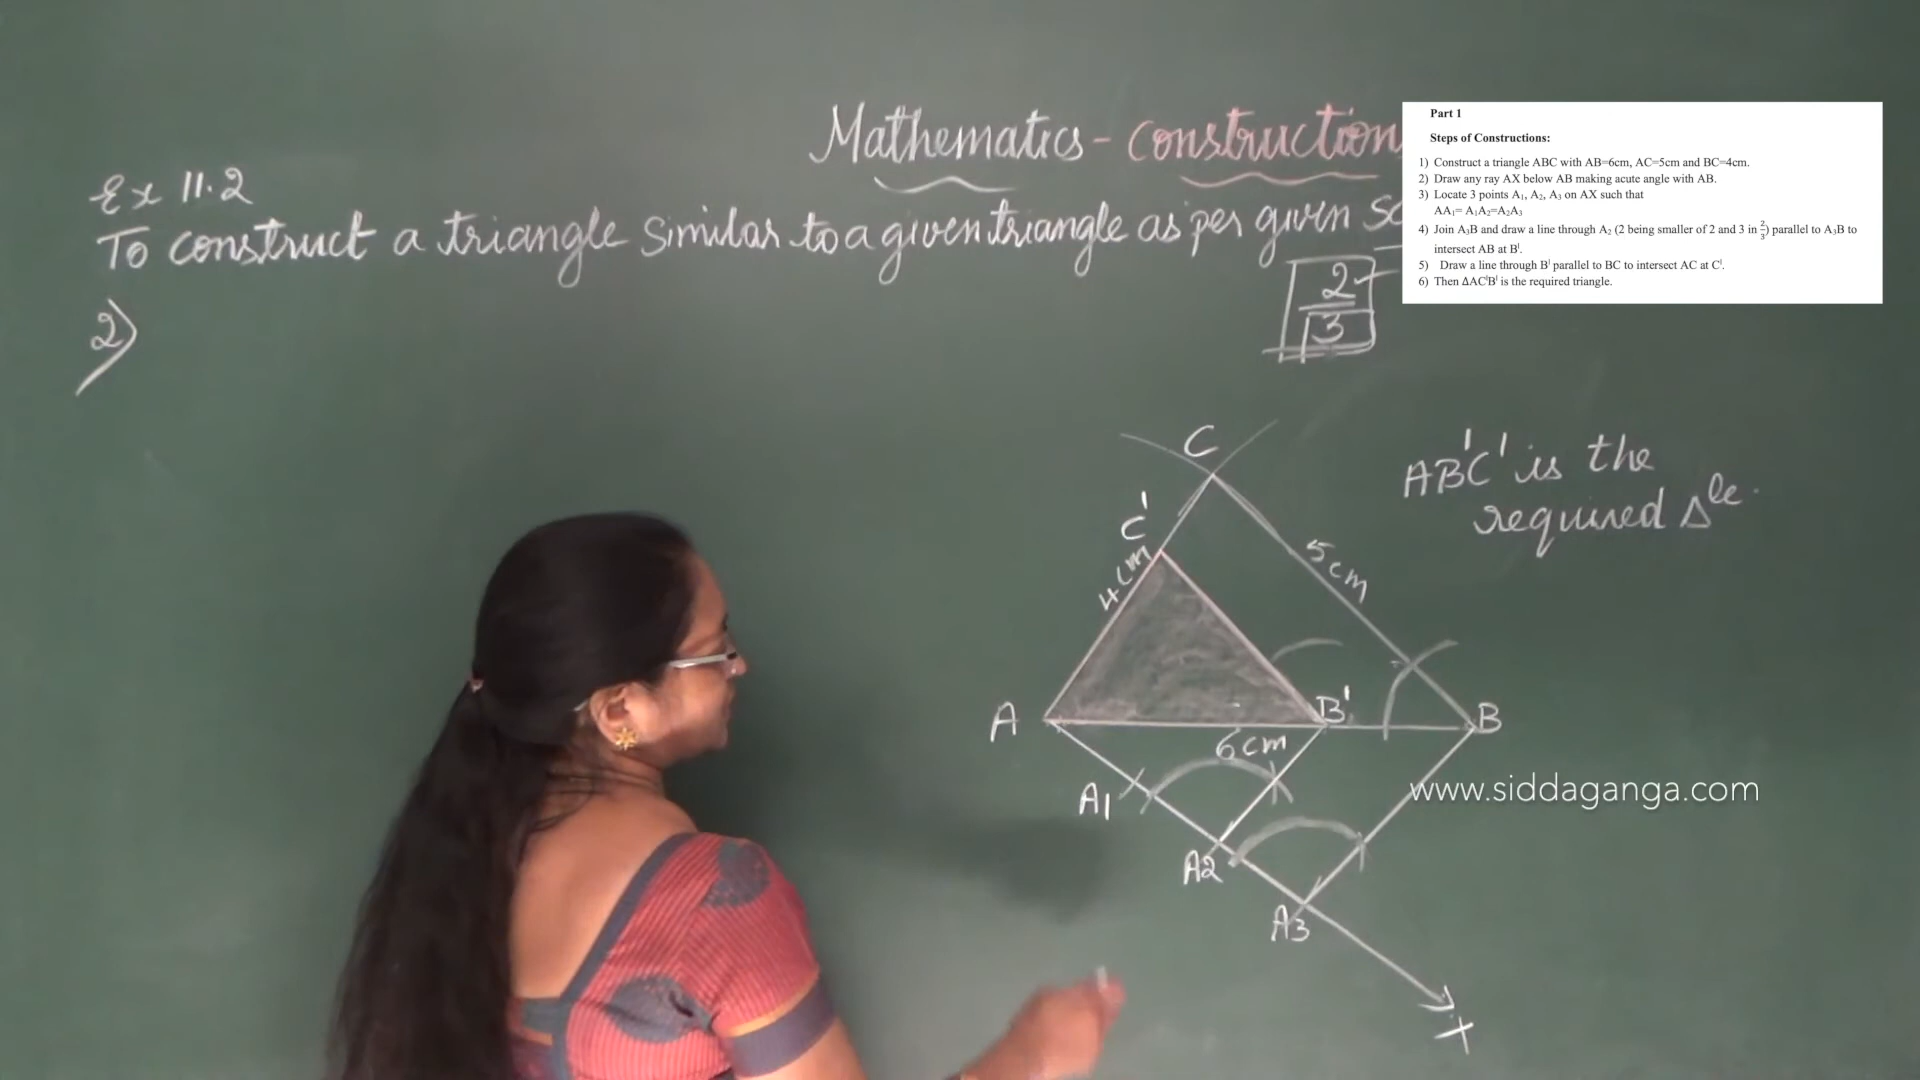 Mathematics - Construction
Ex 11.2
To construct a triangle similar to a given triangle as per given Sc
2/3
2)
Part 1
Steps of Constructions:
1) Construct a triangle ABC with AB=6cm, AC=5cm and BC=4cm.
2) Draw any ray AX below AB making acute angle with AB.
3) Locate 3 points A₁, A₂, A₃ on AX such that
AA₁= A₁A₂=A₂A₃
4) Join A₃B and draw a line through A₂ (2 being smaller of 2 and 3 in 2/3) parallel to A₃B to
intersect AB at Bˡ.
5) Draw a line through Bˡ parallel to BC to intersect AC at Cˡ.
6) Then ΔACˡBˡ is the required triangle.
C
AB'C' is the
required Δle.
C'
4cm
5cm
A
B'
B
6cm
A1
www.siddaganga.com
A2
A3
X